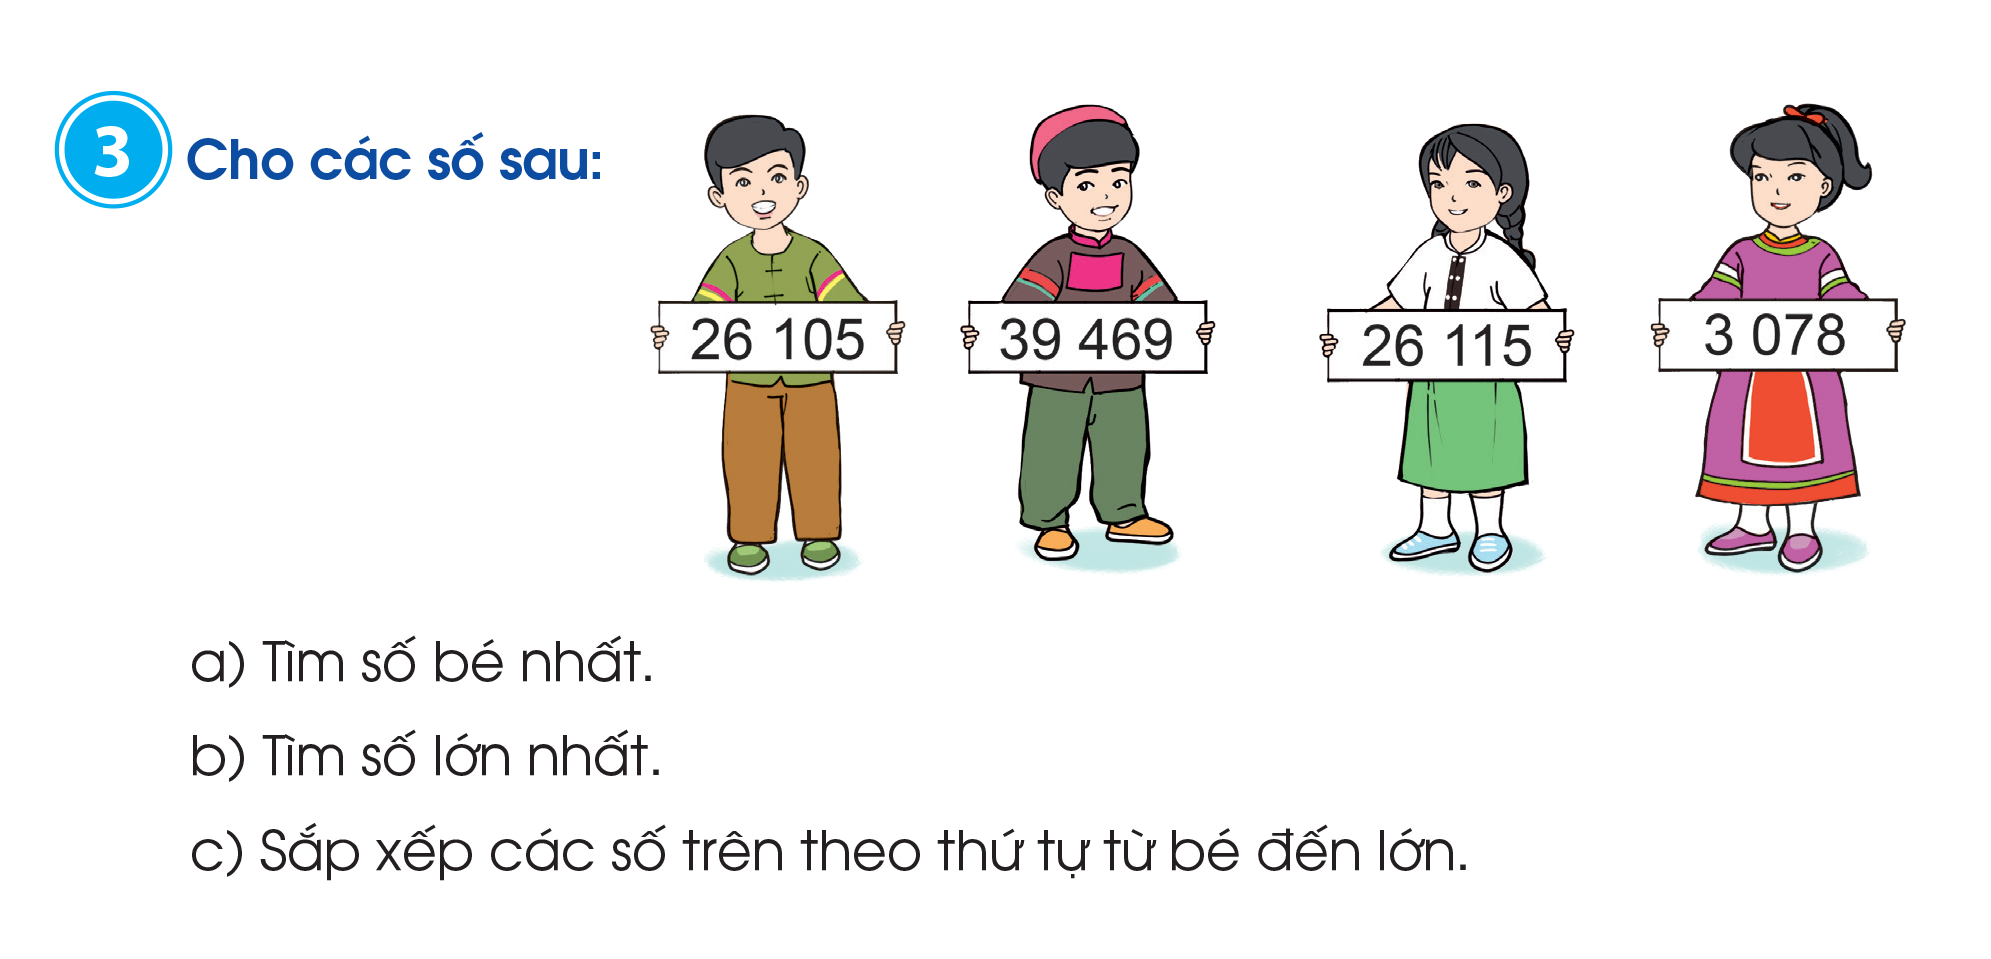 3 Cho các số sau:
26 105 39 469 26 115 3 078
a) Tìm số bé nhất.
b) Tìm số lớn nhất.
c) Sắp xếp các số trên theo thứ tự từ bé đến lớn.